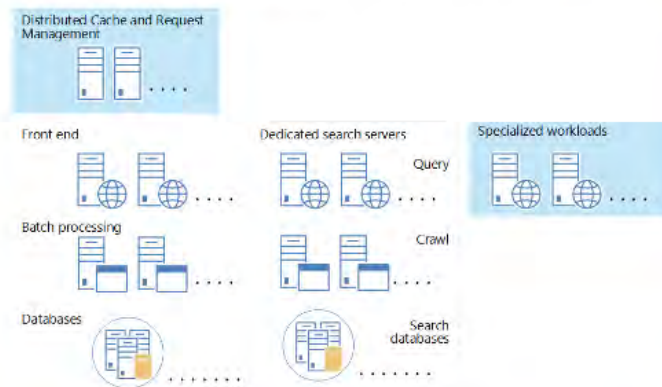 Distributed Cache and Request
Management
Front end
Dedicated search servers
Specialized workloads
Query
Batch processing
Crawl
Databases
Search
databases